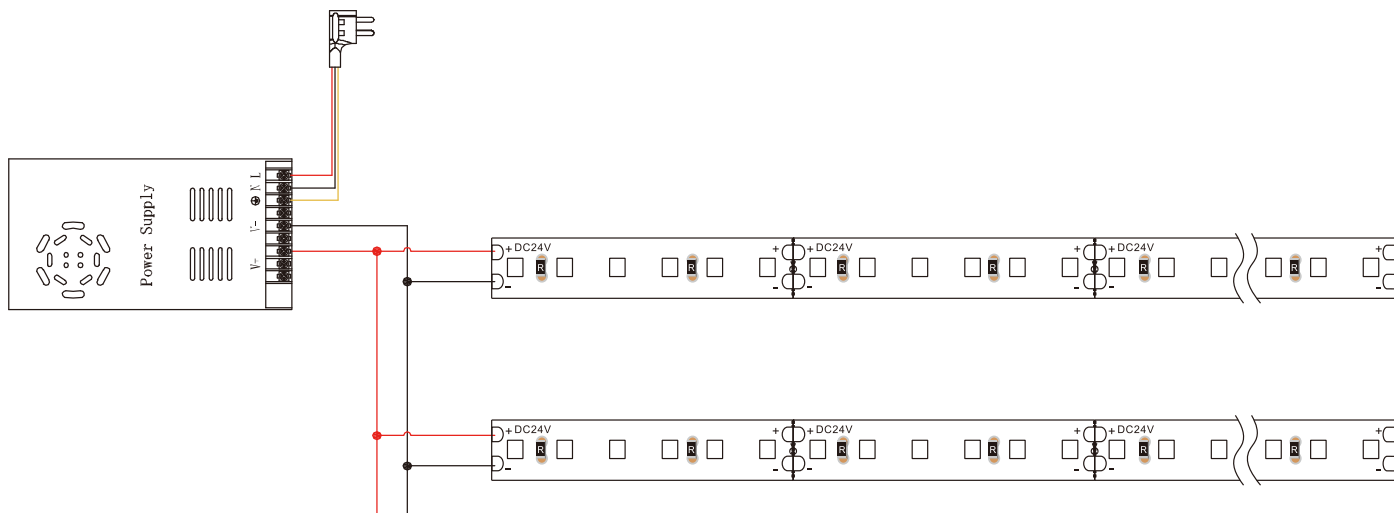 Power Supply
L
N
V-
V+
+ DC24V + + DC24V + + DC24V +
R R R R R R
- - - -
+ DC24V + + DC24V + + DC24V +
R R R R R R
- - - -